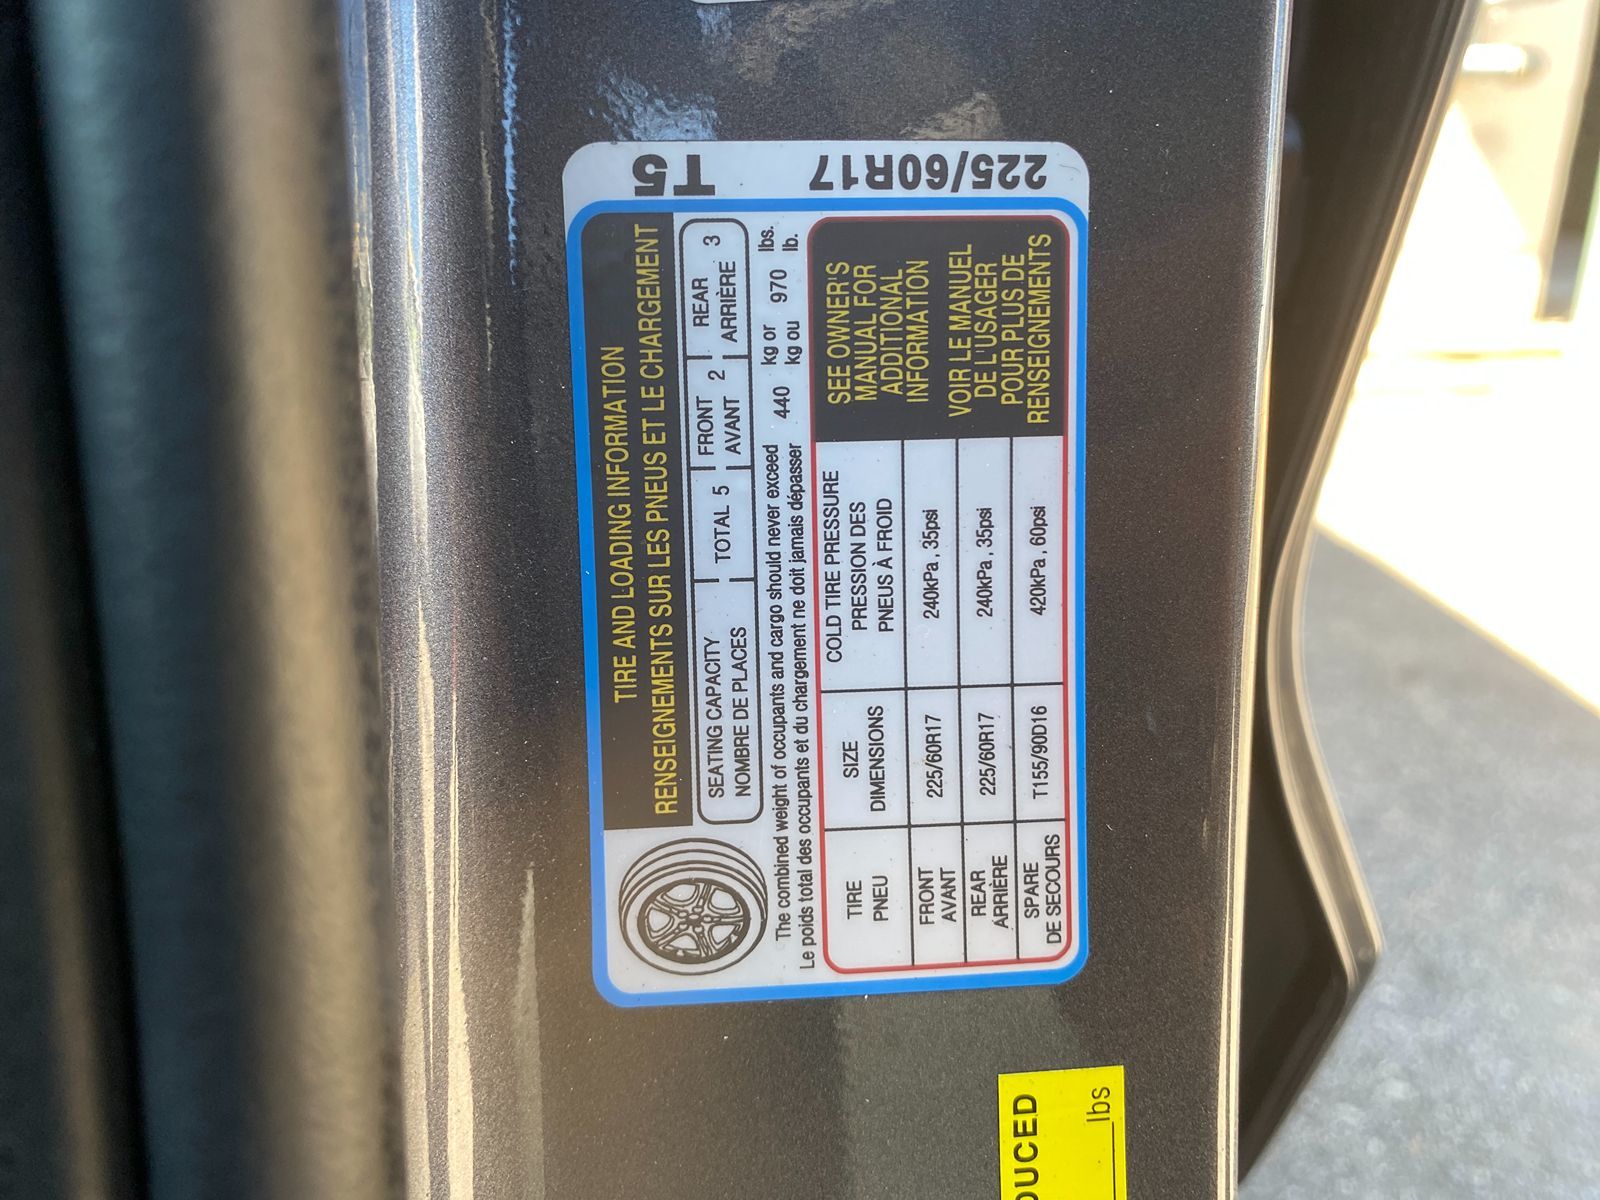 T5 225/60R17
TIRE AND LOADING INFORMATION
RENSEIGNEMENTS SUR LES PNEUS ET LE CHARGEMENT
SEATING CAPACITY
NOMBRE DE PLACES
TOTAL 5
FRONT
AVANT 2
REAR
ARRIÈRE 3
The combined weight of occupants and cargo should never exceed 440 kg or 970 lbs.
Le poids total des occupants et du chargement ne doit jamais dépasser kg ou lb.
TIRE
PNEU
SIZE
DIMENSIONS
COLD TIRE PRESSURE
PRESSION DES
PNEUS À FROID
FRONT
AVANT
225/60R17
240kPa, 35psi
REAR
ARRIÈRE
225/60R17
240kPa, 35psi
SPARE
DE SECOURS
T155/90D16
420kPa, 60psi
SEE OWNER'S
MANUAL FOR
ADDITIONAL
INFORMATION
VOIR LE MANUEL
DE L'USAGER
POUR PLUS DE
RENSEIGNEMENTS
DUCED
lbs